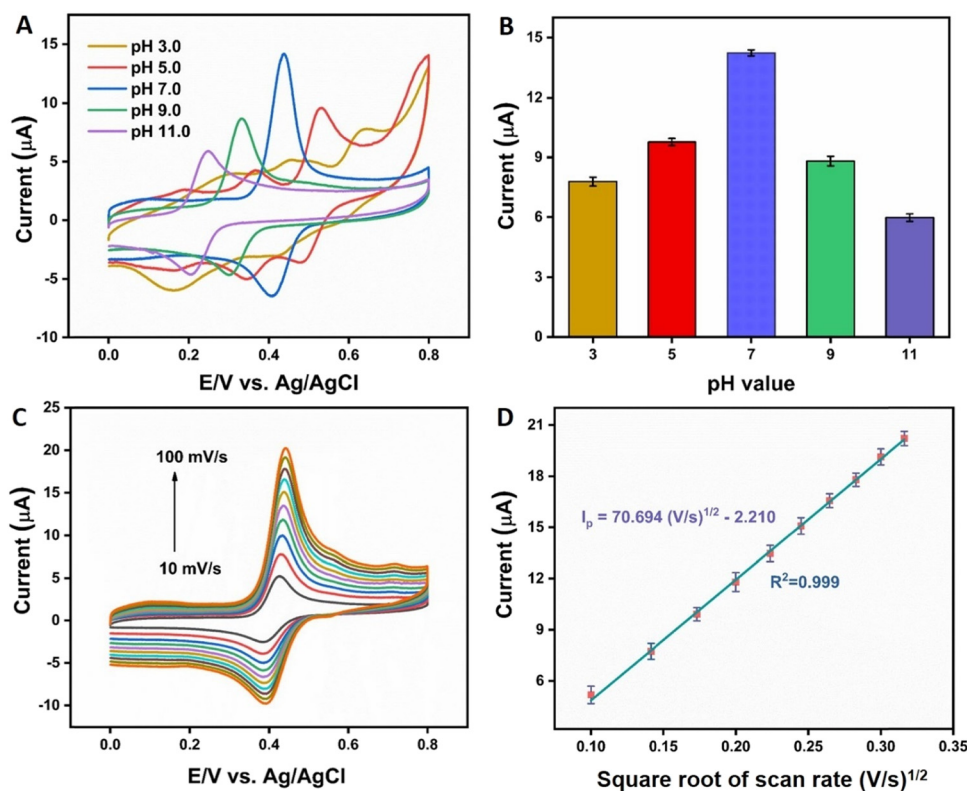 A
pH 3.0
pH 5.0
pH 7.0
pH 9.0
pH 11.0
15
10
5
0
-5
-10
Current (µA)
0.0 0.2 0.4 0.6 0.8
E/V vs. Ag/AgCl
B
15
12
9
6
3
0
Current (µA)
3 5 7 9 11
pH value
C
25
20
15
10
5
0
-5
-10
Current (µA)
100 mV/s
10 mV/s
0.0 0.2 0.4 0.6 0.8
E/V vs. Ag/AgCl
D
21
18
15
12
9
6
Current (µA)
Ip = 70.694 (V/s)1/2 - 2.210
R2=0.999
0.10 0.15 0.20 0.25 0.30 0.35
Square root of scan rate (V/s)1/2